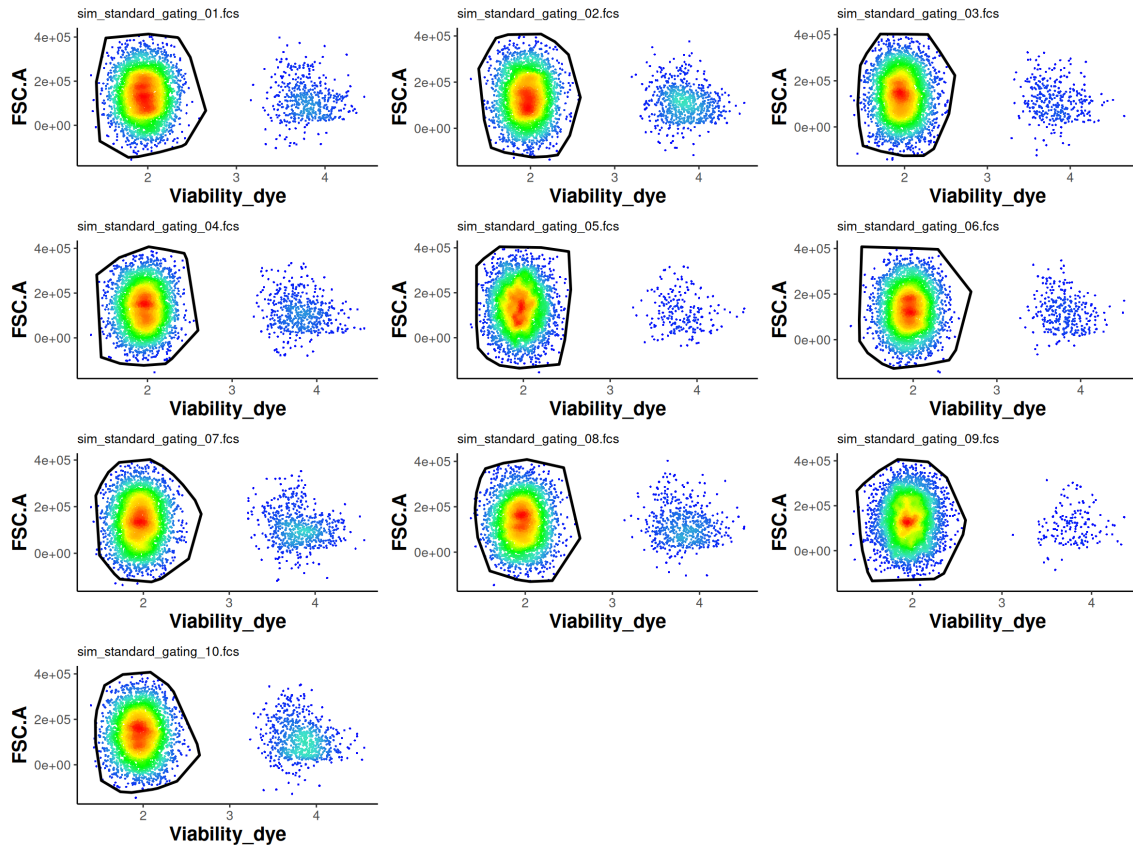 sim_standard_gating_01.fcs
FSC.A
4e+05
2e+05
0e+00
2 3 4
Viability_dye
sim_standard_gating_02.fcs
FSC.A
4e+05
2e+05
0e+00
2 3 4
Viability_dye
sim_standard_gating_03.fcs
FSC.A
4e+05
2e+05
0e+00
2 3 4
Viability_dye
sim_standard_gating_04.fcs
FSC.A
4e+05
2e+05
0e+00
2 3 4
Viability_dye
sim_standard_gating_05.fcs
FSC.A
4e+05
2e+05
0e+00
2 3 4
Viability_dye
sim_standard_gating_06.fcs
FSC.A
4e+05
2e+05
0e+00
2 3 4
Viability_dye
sim_standard_gating_07.fcs
FSC.A
4e+05
2e+05
0e+00
2 3 4
Viability_dye
sim_standard_gating_08.fcs
FSC.A
4e+05
2e+05
0e+00
2 3 4
Viability_dye
sim_standard_gating_09.fcs
FSC.A
4e+05
2e+05
0e+00
2 3 4
Viability_dye
sim_standard_gating_10.fcs
FSC.A
4e+05
2e+05
0e+00
2 3 4
Viability_dye